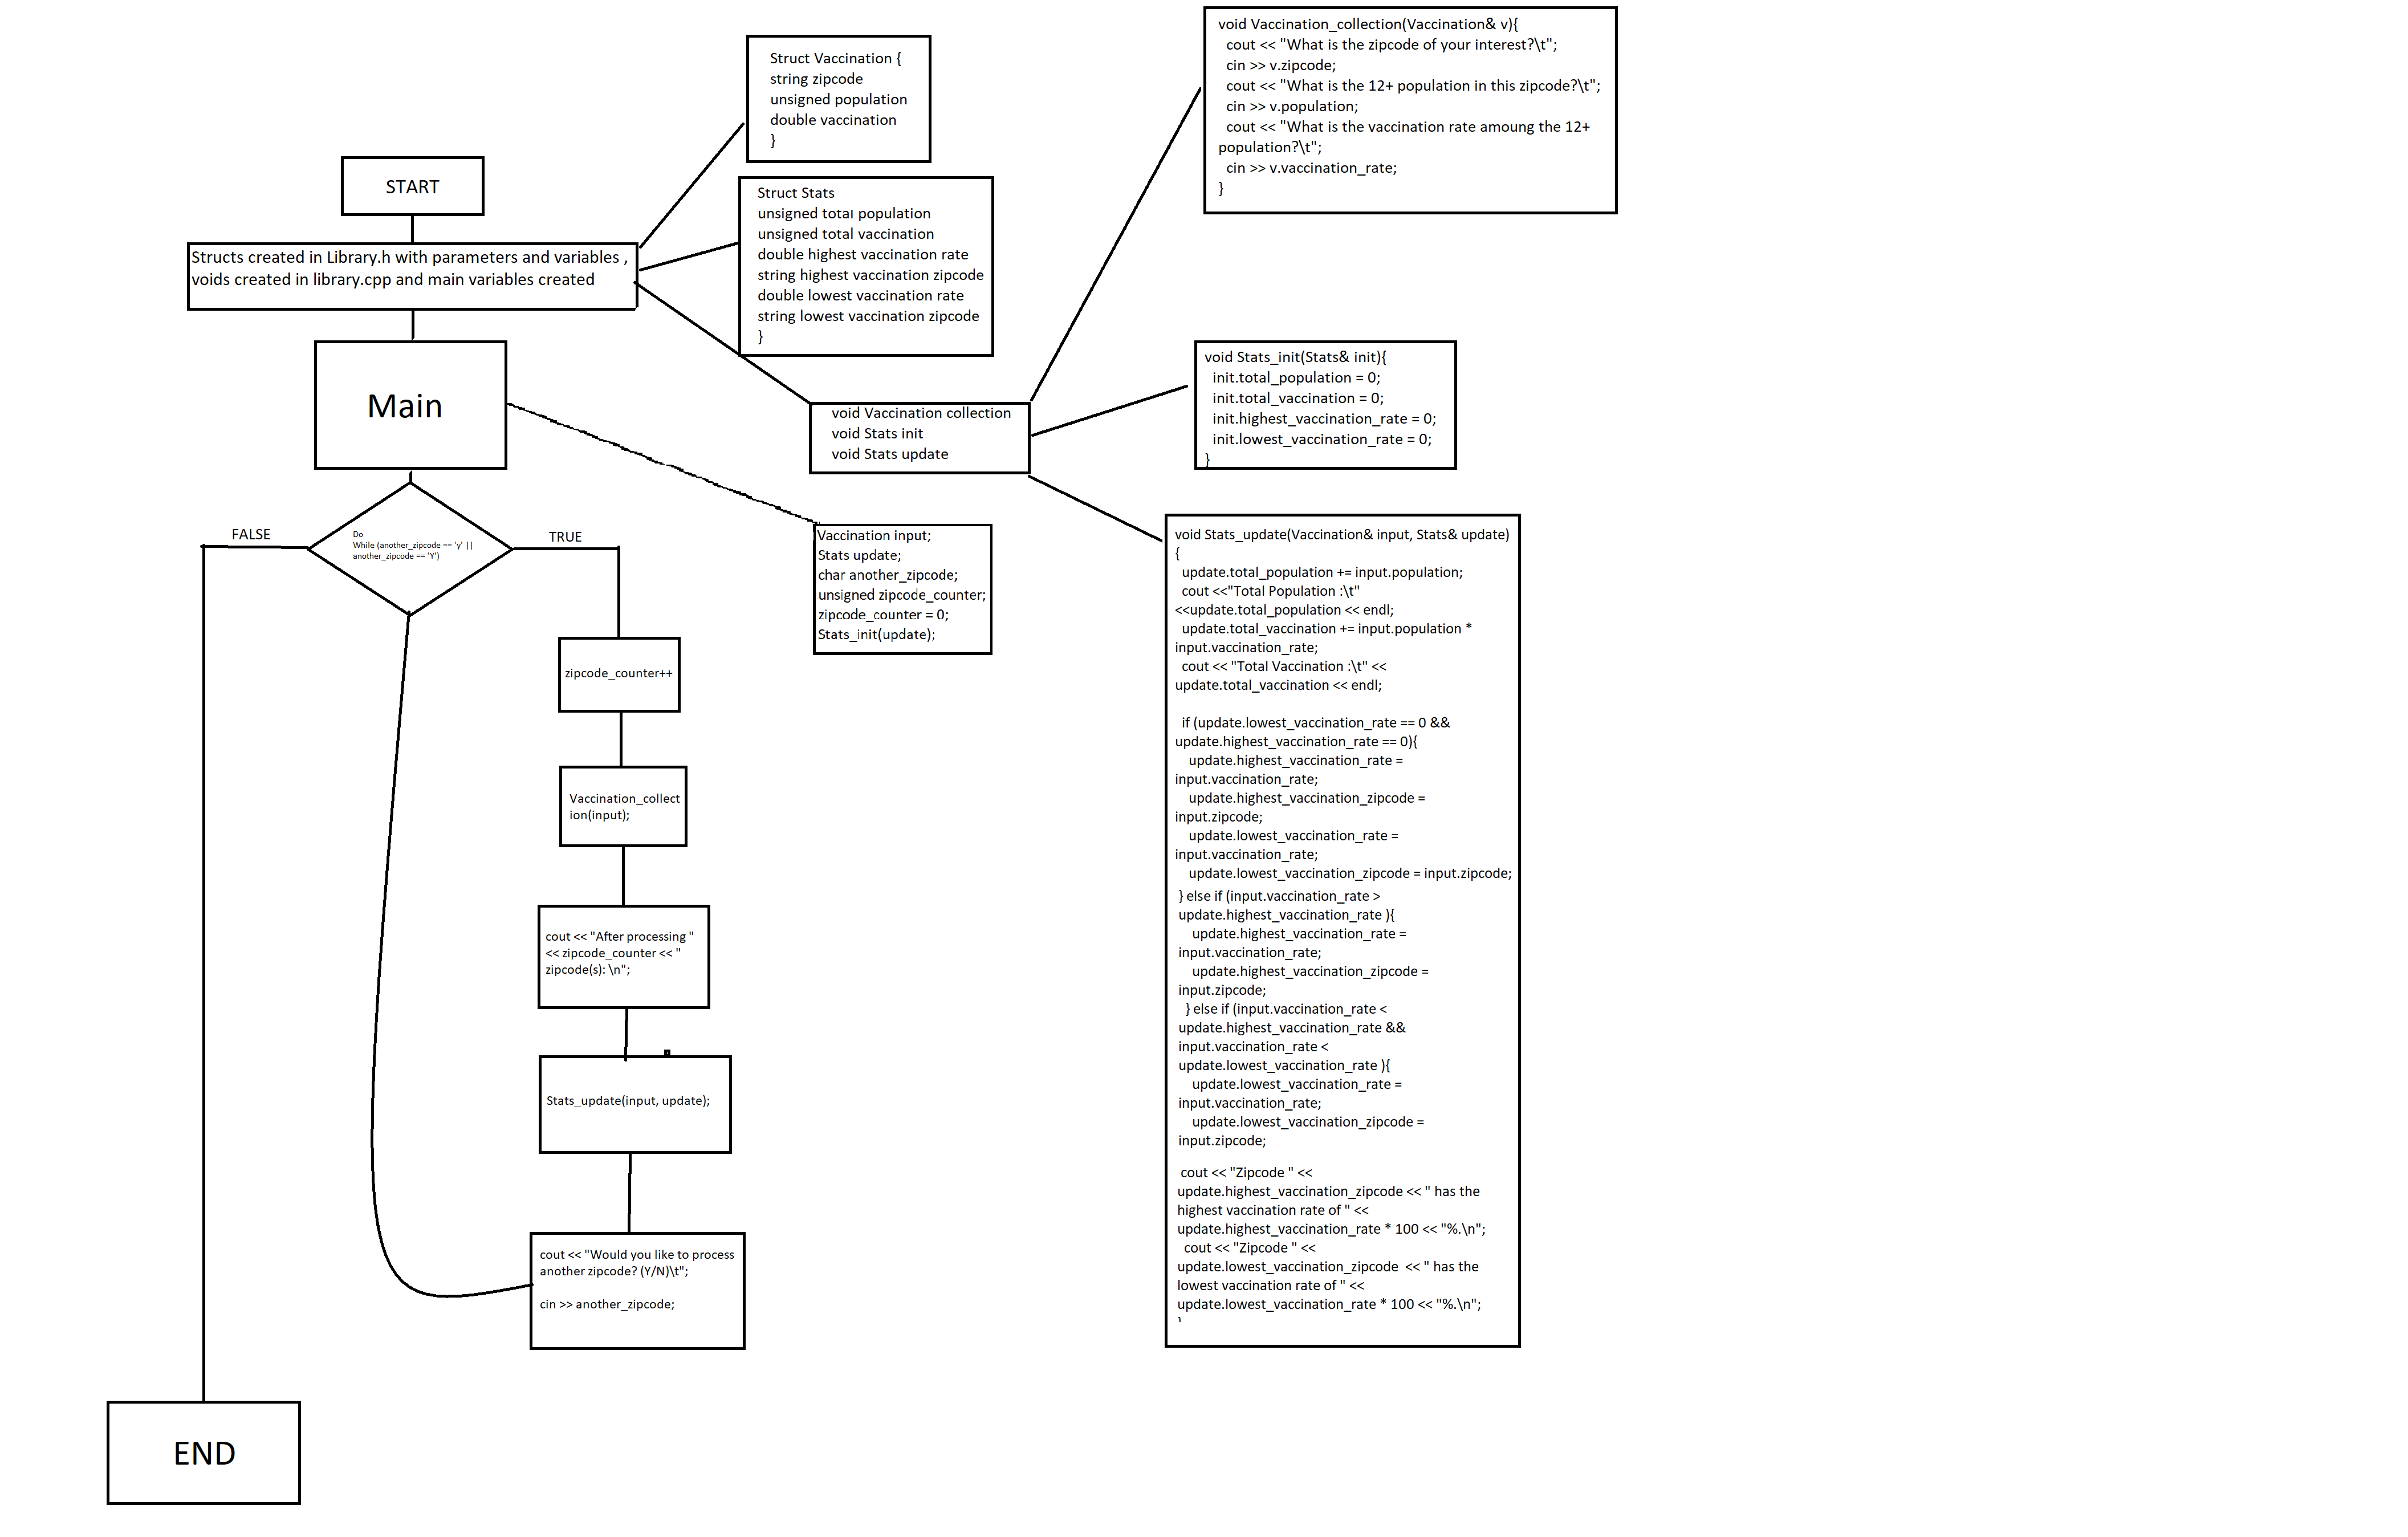 START
Structs created in Library.h with parameters and variables ,
voids created in library.cpp and main variables created
Main
Do
While (another_zipcode == 'y' ||
another_zipcode == 'Y')
FALSE
TRUE
zipcode_counter++
Vaccination_collect
ion(input);
cout << "After processing "
<< zipcode_counter << "
zipcode(s): \n";
Stats_update(input, update);
cout << "Would you like to process
another zipcode? (Y/N)\t";
cin >> another_zipcode;
END
Struct Vaccination {
string zipcode
unsigned population
double vaccination
}
Struct Stats
unsigned total population
unsigned total vaccination
double highest vaccination rate
string highest vaccination zipcode
double lowest vaccination rate
string lowest vaccination zipcode
}
void Vaccination collection
void Stats init
void Stats update
Vaccination input;
Stats update;
char another_zipcode;
unsigned zipcode_counter;
zipcode_counter = 0;
Stats_init(update);
void Vaccination_collection(Vaccination& v){
cout << "What is the zipcode of your interest?\t";
cin >> v.zipcode;
cout << "What is the 12+ population in this zipcode?\t";
cin >> v.population;
cout << "What is the vaccination rate amoung the 12+
population?\t";
cin >> v.vaccination_rate;
}
void Stats_init(Stats& init){
init.total_population = 0;
init.total_vaccination = 0;
init.highest_vaccination_rate = 0;
init.lowest_vaccination_rate = 0;
}
void Stats_update(Vaccination& input, Stats& update)
{
update.total_population += input.population;
cout <<"Total Population :\t"
<<update.total_population << endl;
update.total_vaccination += input.population *
input.vaccination_rate;
cout << "Total Vaccination :\t" <<
update.total_vaccination << endl;
if (update.lowest_vaccination_rate == 0 &&
update.highest_vaccination_rate == 0){
update.highest_vaccination_rate =
input.vaccination_rate;
update.highest_vaccination_zipcode =
input.zipcode;
update.lowest_vaccination_rate =
input.vaccination_rate;
update.lowest_vaccination_zipcode = input.zipcode;
} else if (input.vaccination_rate >
update.highest_vaccination_rate ){
update.highest_vaccination_rate =
input.vaccination_rate;
update.highest_vaccination_zipcode =
input.zipcode;
} else if (input.vaccination_rate <
update.highest_vaccination_rate &&
input.vaccination_rate <
update.lowest_vaccination_rate ){
update.lowest_vaccination_rate =
input.vaccination_rate;
update.lowest_vaccination_zipcode =
input.zipcode;
cout << "Zipcode " <<
update.highest_vaccination_zipcode << " has the
highest vaccination rate of " <<
update.highest_vaccination_rate * 100 << "%.\n";
cout << "Zipcode " <<
update.lowest_vaccination_zipcode << " has the
lowest vaccination rate of " <<
update.lowest_vaccination_rate * 100 << "%.\n";
}